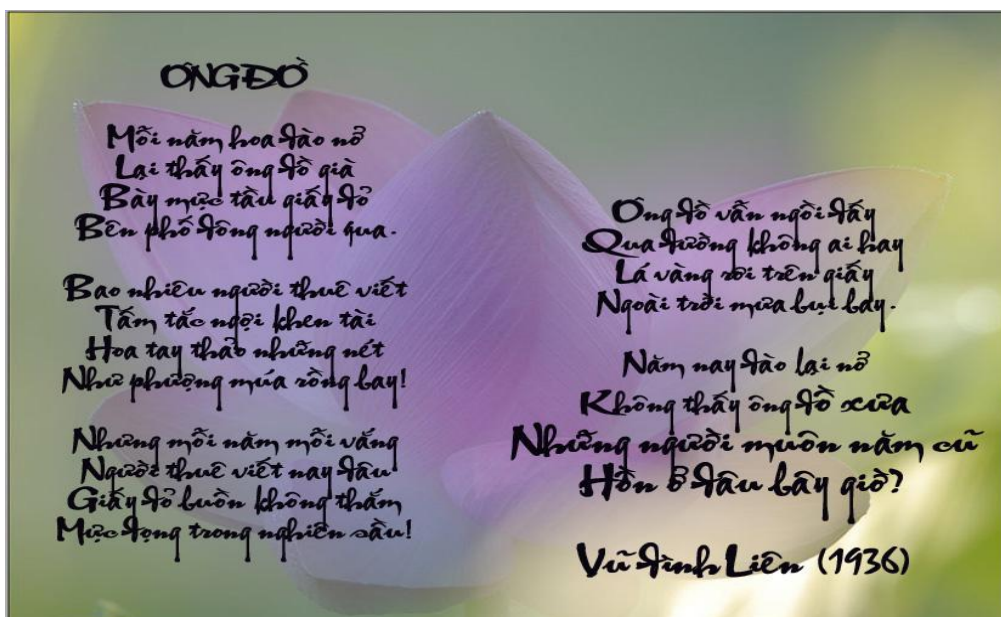 ÔNG ĐỒ
Mỗi năm hoa đào nở
Lại thấy ông đồ già
Bày mực tầu giấy đỏ
Bên phố đông người qua.
Bao nhiêu người thuê viết
Tấm tắc ngợi khen tài
Hoa tay thảo những nét
Như phượng múa rồng bay!
Nhưng mỗi năm mỗi vắng
Người thuê viết nay đâu
Giấy đỏ buồn không thắm
Mực đọng trong nghiên sầu!
Ông đồ vẫn ngồi đấy
Qua đường không ai hay
Lá vàng rơi trên giấy
Ngoài trời mưa bụi bay.
Năm nay đào lại nở
Không thấy ông đồ xưa
Những người muôn năm cũ
Hồn ở đâu bây giờ?
Vũ Đình Liên (1936)